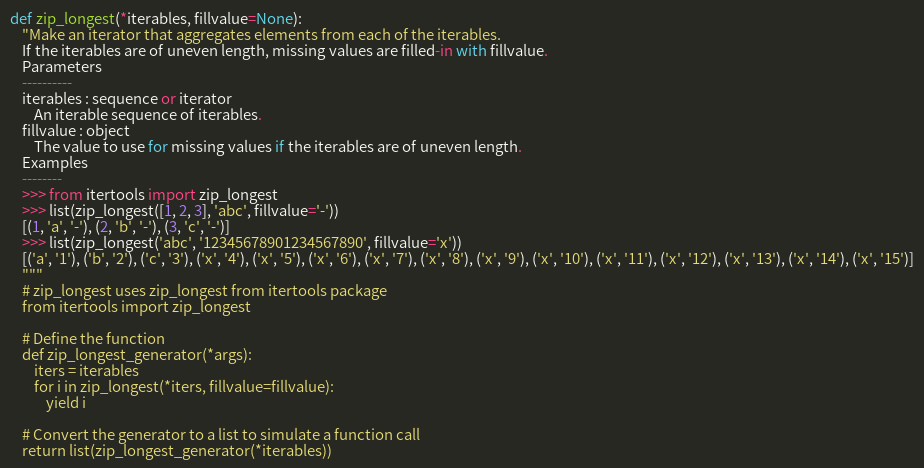 def zip_longest(*iterables, fillvalue=None):
"Make an iterator that aggregates elements from each of the iterables.
If the iterables are of uneven length, missing values are filled-in with fillvalue.
Parameters
----------
iterables : sequence or iterator
An iterable sequence of iterables.
fillvalue : object
The value to use for missing values if the iterables are of uneven length.
Examples
--------
>>> from itertools import zip_longest
>>> list(zip_longest([1, 2, 3], 'abc', fillvalue='-'))
[(1, 'a', '-'), (2, 'b', '-'), (3, 'c', '-')]
>>> list(zip_longest('abc', '12345678901234567890', fillvalue='x'))
[('a', '1'), ('b', '2'), ('c', '3'), ('x', '4'), ('x', '5'), ('x', '6'), ('x', '7'), ('x', '8'), ('x', '9'), ('x', '10'), ('x', '11'), ('x', '12'), ('x', '13'), ('x', '14'), ('x', '15')]
"""
# zip_longest uses zip_longest from itertools package
from itertools import zip_longest
# Define the function
def zip_longest_generator(*args):
iters = iterables
for i in zip_longest(*iters, fillvalue=fillvalue):
yield i
# Convert the generator to a list to simulate a function call
return list(zip_longest_generator(*iterables))